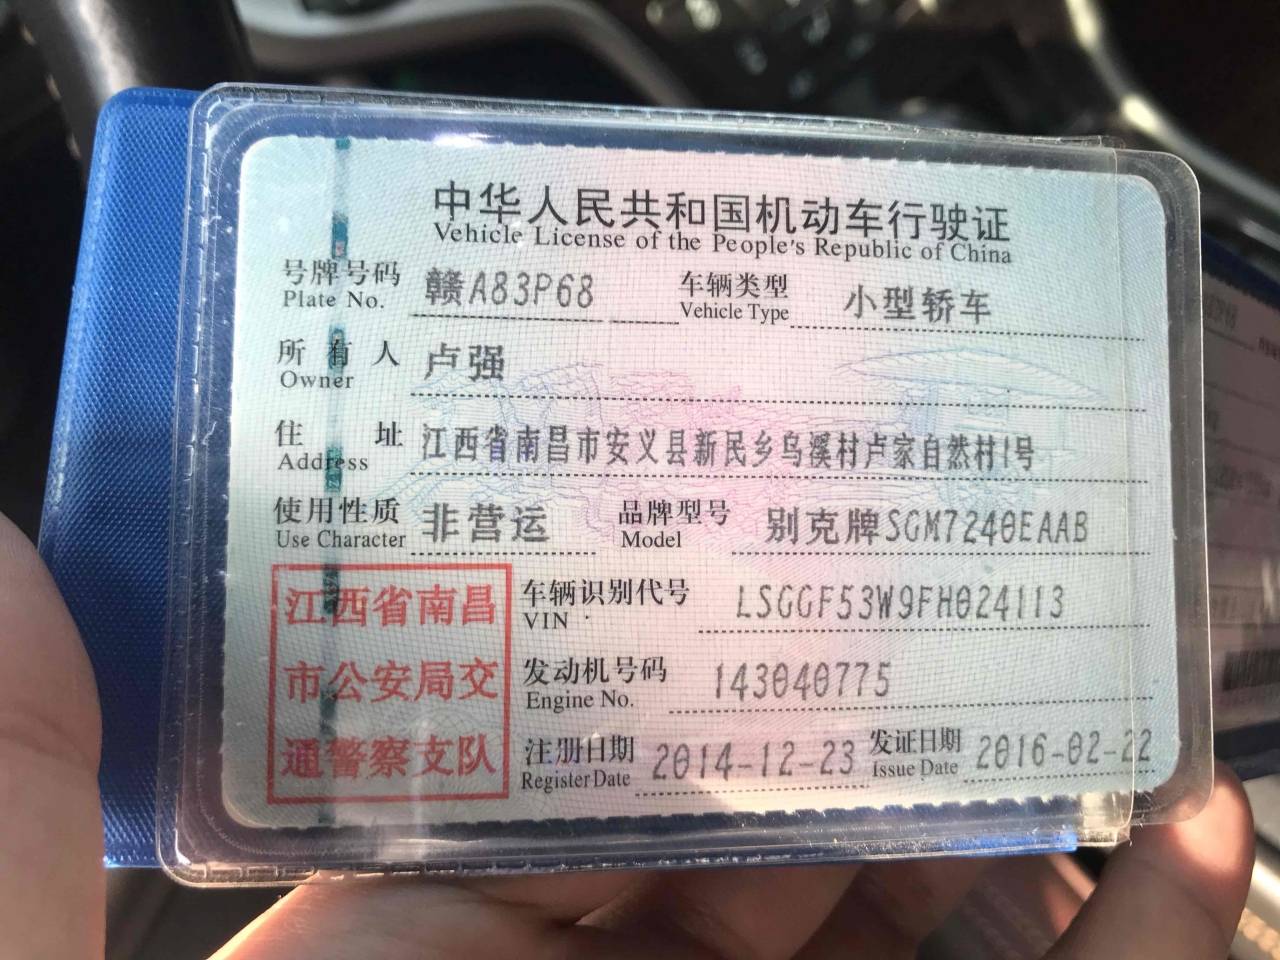 中华人民共和国机动车行驶证
Vehicle License of the People's Republic of China
号牌号码 赣A83P68 车辆类型 小型轿车
Plate No. Vehicle Type
所有人 卢强
Owner
住址 江西省南昌市安义县新民乡乌溪村卢家自然村1号
Address
使用性质 非营运 品牌型号 别克牌SGM7240EAAB
Use Character Model
江西省南昌
市公安局交
通警察支队
车辆识别代号 LSGGF53W9FH024113
VIN
发动机号码 143040775
Engine No.
注册日期 2014-12-23 发证日期 2016-02-22
Register Date Issue Date